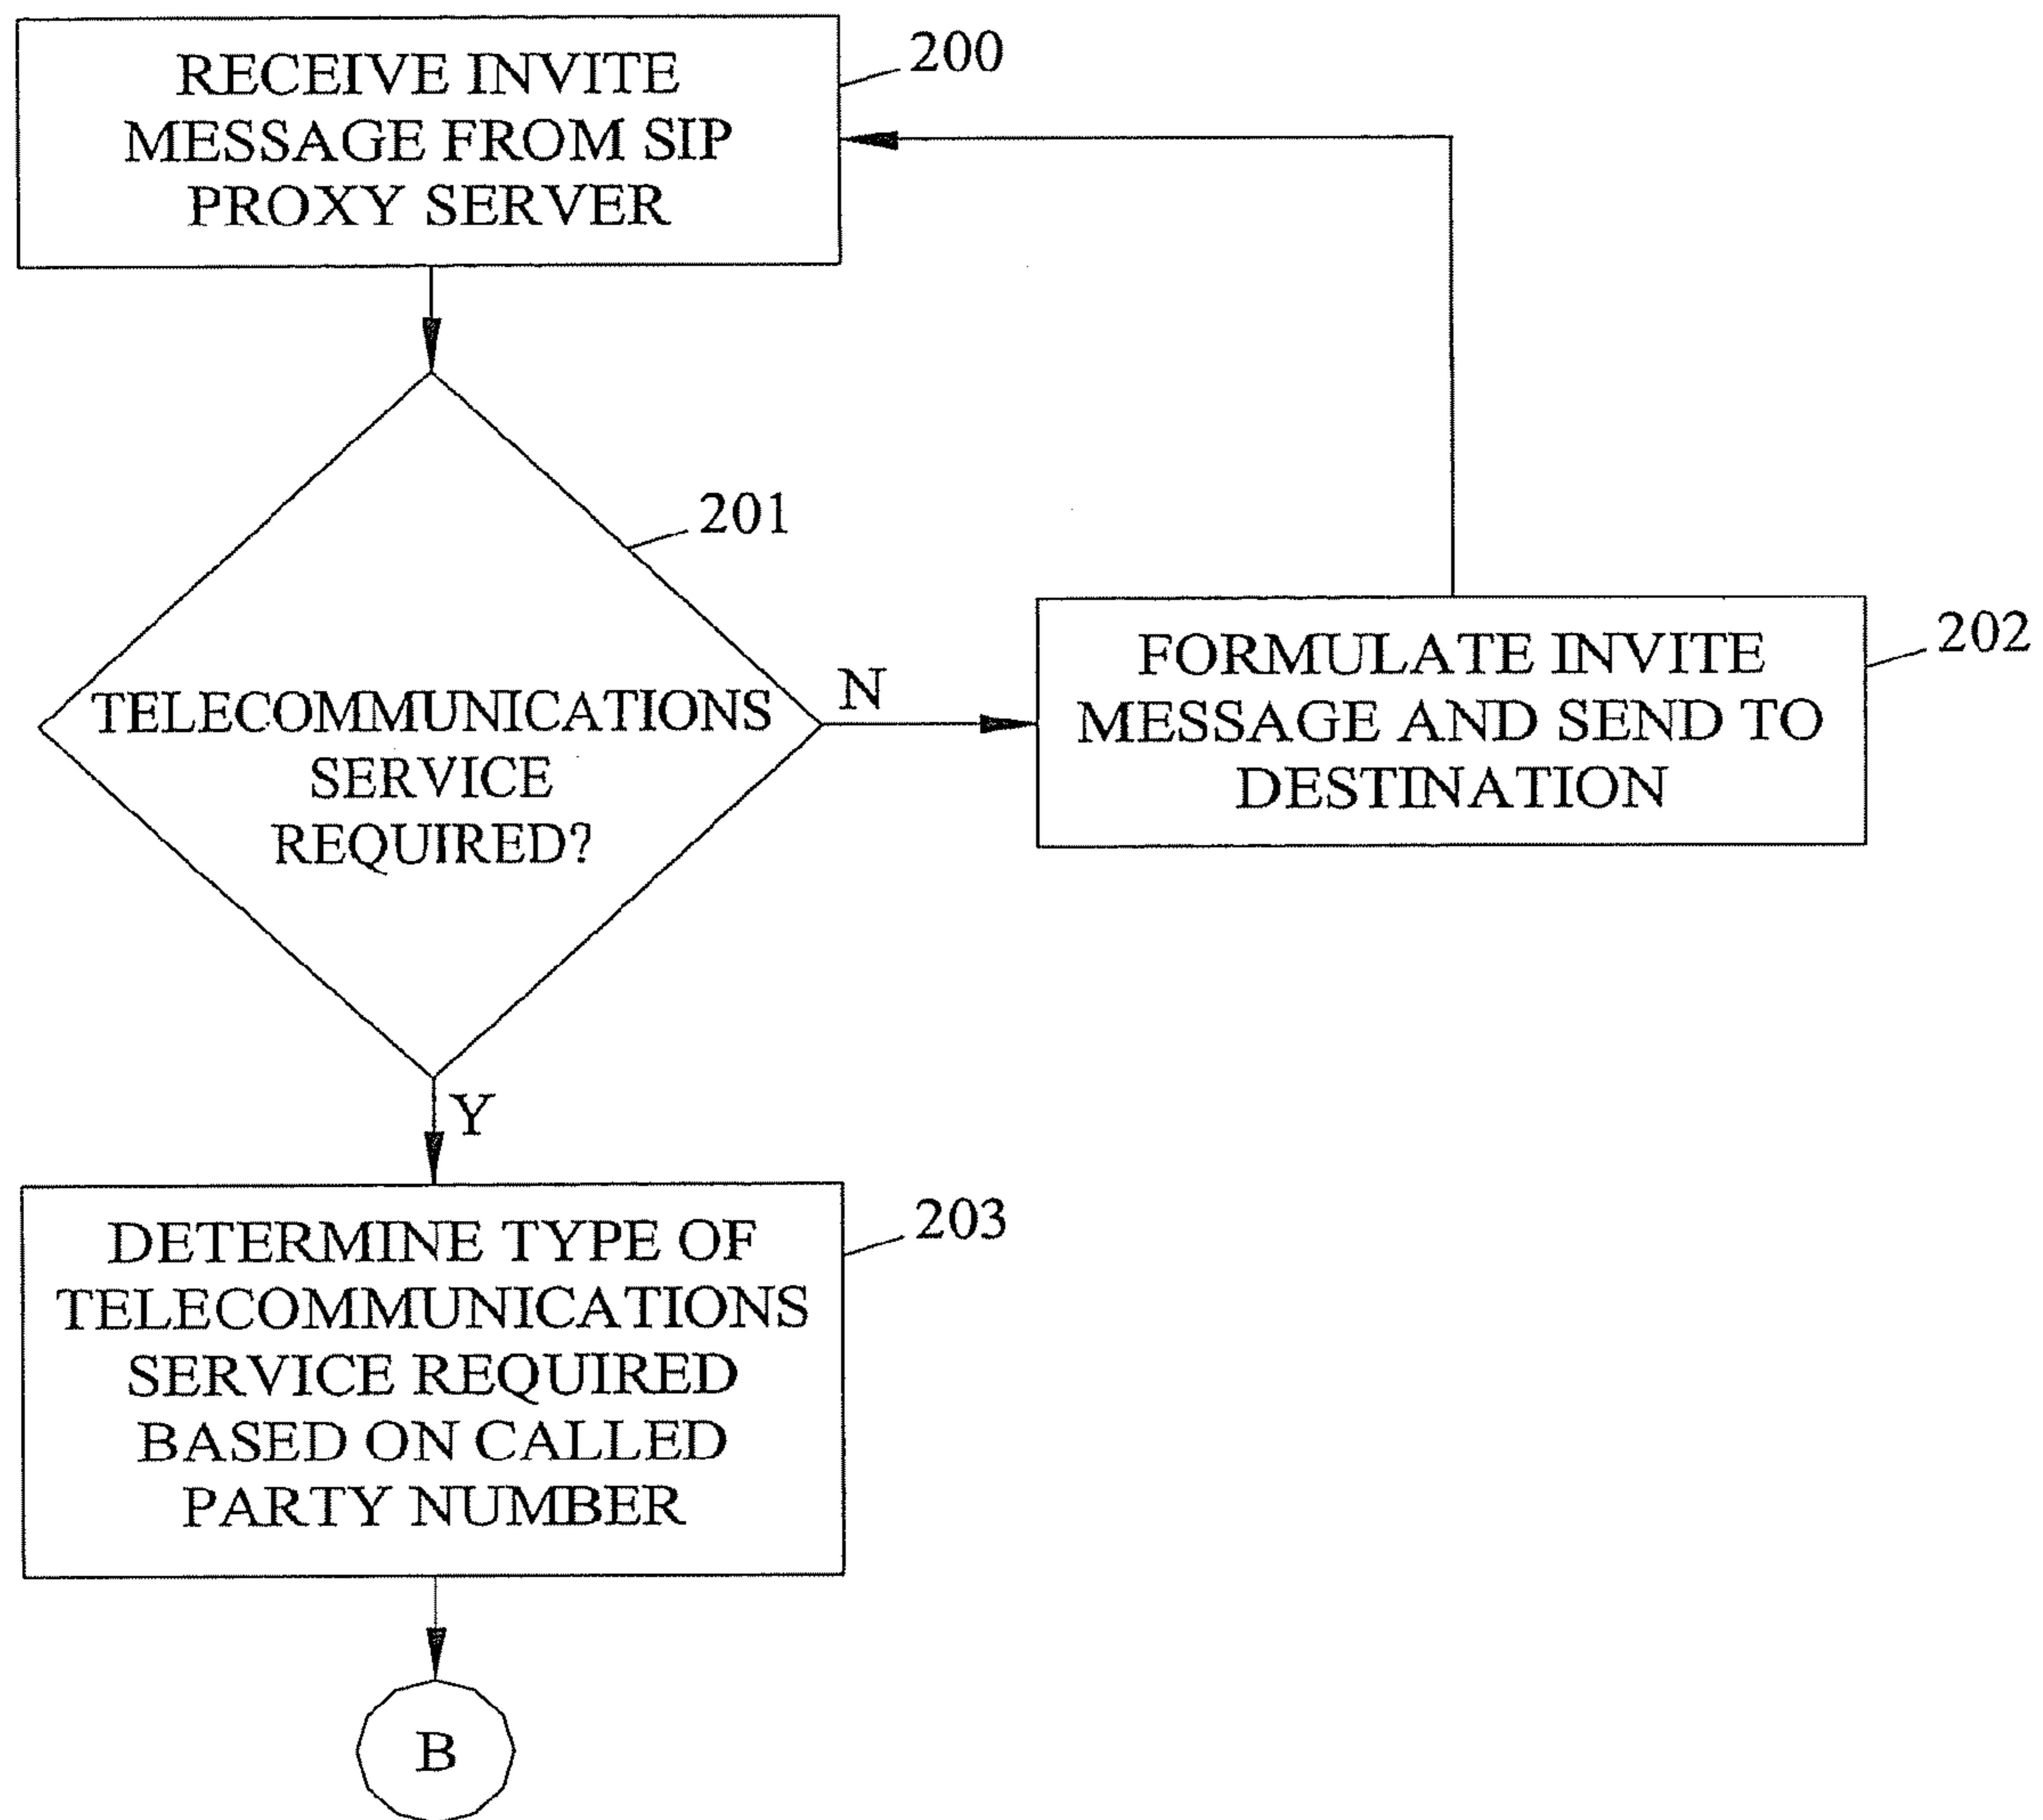 RECEIVE INVITE
MESSAGE FROM SIP
PROXY SERVER
200
201
TELECOMMUNICATIONS
SERVICE
REQUIRED?
N
FORMULATE INVITE
MESSAGE AND SEND TO
DESTINATION
202
Y
DETERMINE TYPE OF
TELECOMMUNICATIONS
SERVICE REQUIRED
BASED ON CALLED
PARTY NUMBER
203
B